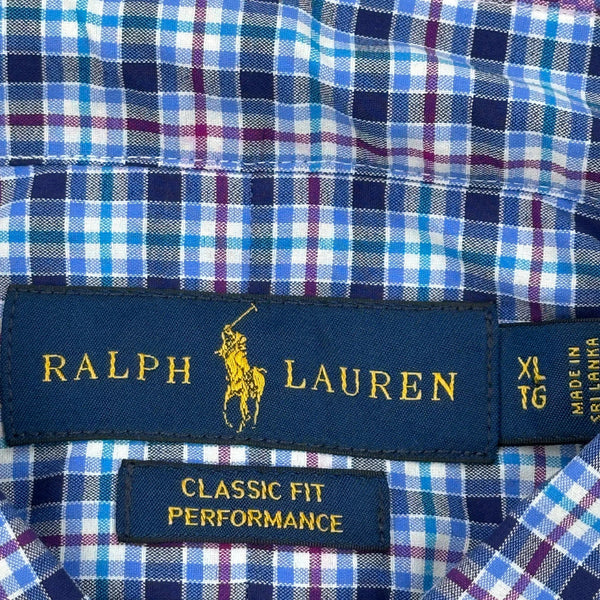 RALPH LAUREN
XL
TG
MADE IN
SRI LANKA
CLASSIC FIT
PERFORMANCE